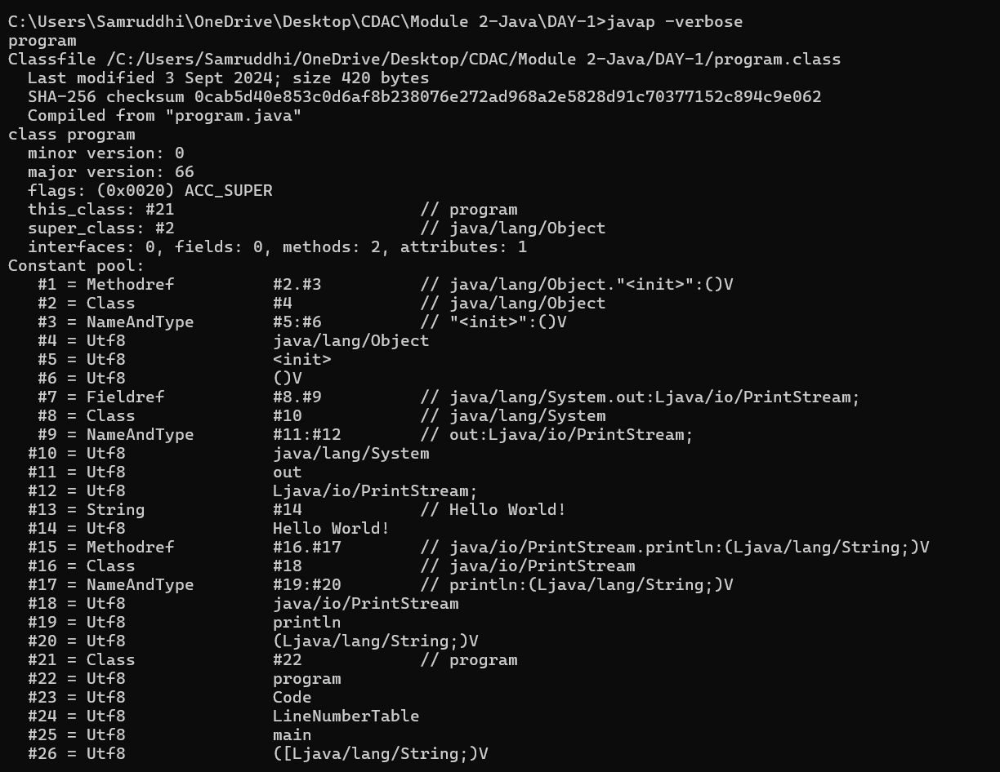 C:\Users\Samruddhi\OneDrive\Desktop\CDAC\Module 2-Java\DAY-1>javap -verbose
program
Classfile /C:/Users/Samruddhi/OneDrive/Desktop/CDAC/Module 2-Java/DAY-1/program.class
  Last modified 3 Sept 2024; size 420 bytes
  SHA-256 checksum 0cab5d40e853c0d6af8b238076e272ad968a2e5828d91c70377152c894c9e062
  Compiled from "program.java"
class program
  minor version: 0
  major version: 66
  flags: (0x0020) ACC_SUPER
  this_class: #21                         // program
  super_class: #2                         // java/lang/Object
  interfaces: 0, fields: 0, methods: 2, attributes: 1
Constant pool:
   #1 = Methodref          #2.#3          // java/lang/Object."<init>":()V
   #2 = Class              #4             // java/lang/Object
   #3 = NameAndType        #5:#6          // "<init>":()V
   #4 = Utf8               java/lang/Object
   #5 = Utf8               <init>
   #6 = Utf8               ()V
   #7 = Fieldref           #8.#9          // java/lang/System.out:Ljava/io/PrintStream;
   #8 = Class              #10            // java/lang/System
   #9 = NameAndType        #11:#12        // out:Ljava/io/PrintStream;
  #10 = Utf8               java/lang/System
  #11 = Utf8               out
  #12 = Utf8               Ljava/io/PrintStream;
  #13 = String             #14            // Hello World!
  #14 = Utf8               Hello World!
  #15 = Methodref          #16.#17        // java/io/PrintStream.println:(Ljava/lang/String;)V
  #16 = Class              #18            // java/io/PrintStream
  #17 = NameAndType        #19:#20        // println:(Ljava/lang/String;)V
  #18 = Utf8               java/io/PrintStream
  #19 = Utf8               println
  #20 = Utf8               (Ljava/lang/String;)V
  #21 = Class              #22            // program
  #22 = Utf8               program
  #23 = Utf8               Code
  #24 = Utf8               LineNumberTable
  #25 = Utf8               main
  #26 = Utf8               ([Ljava/lang/String;)V